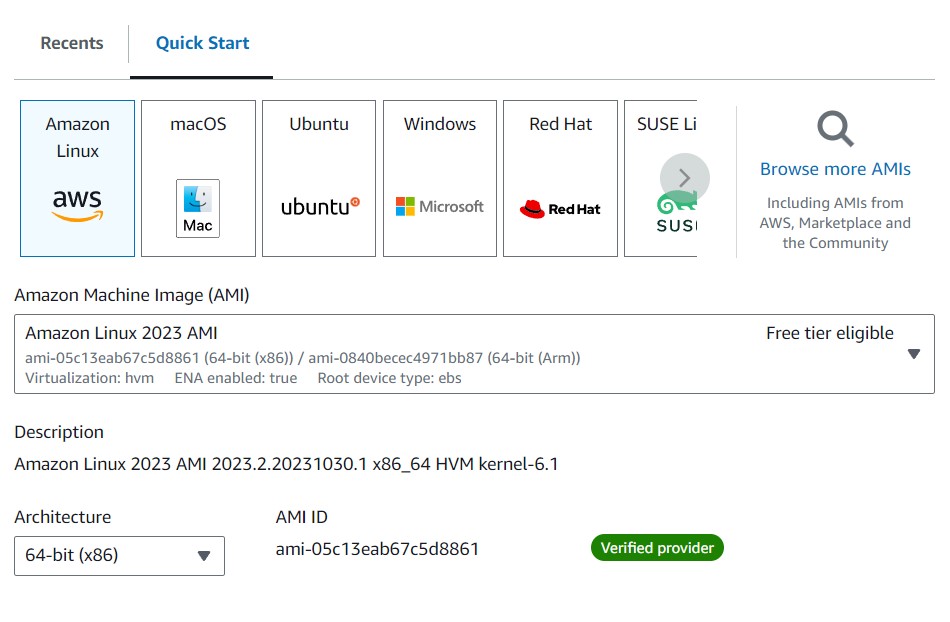 Recents
Quick Start
Amazon
Linux
aws
macOS
Mac
Ubuntu
ubuntu
Windows
Microsoft
Red Hat
Red Hat
SUSE Li
SUS
Browse more AMIs
Including AMIs from
AWS, Marketplace and
the Community
Amazon Machine Image (AMI)
Amazon Linux 2023 AMI
Free tier eligible
ami-05c13eab67c5d8861 (64-bit (x86)) / ami-0840becec4971bb87 (64-bit (Arm))
Virtualization: hvm ENA enabled: true Root device type: ebs
Description
Amazon Linux 2023 AMI 2023.2.20231030.1 x86_64 HVM kernel-6.1
Architecture
64-bit (x86)
AMI ID
ami-05c13eab67c5d8861
Verified provider